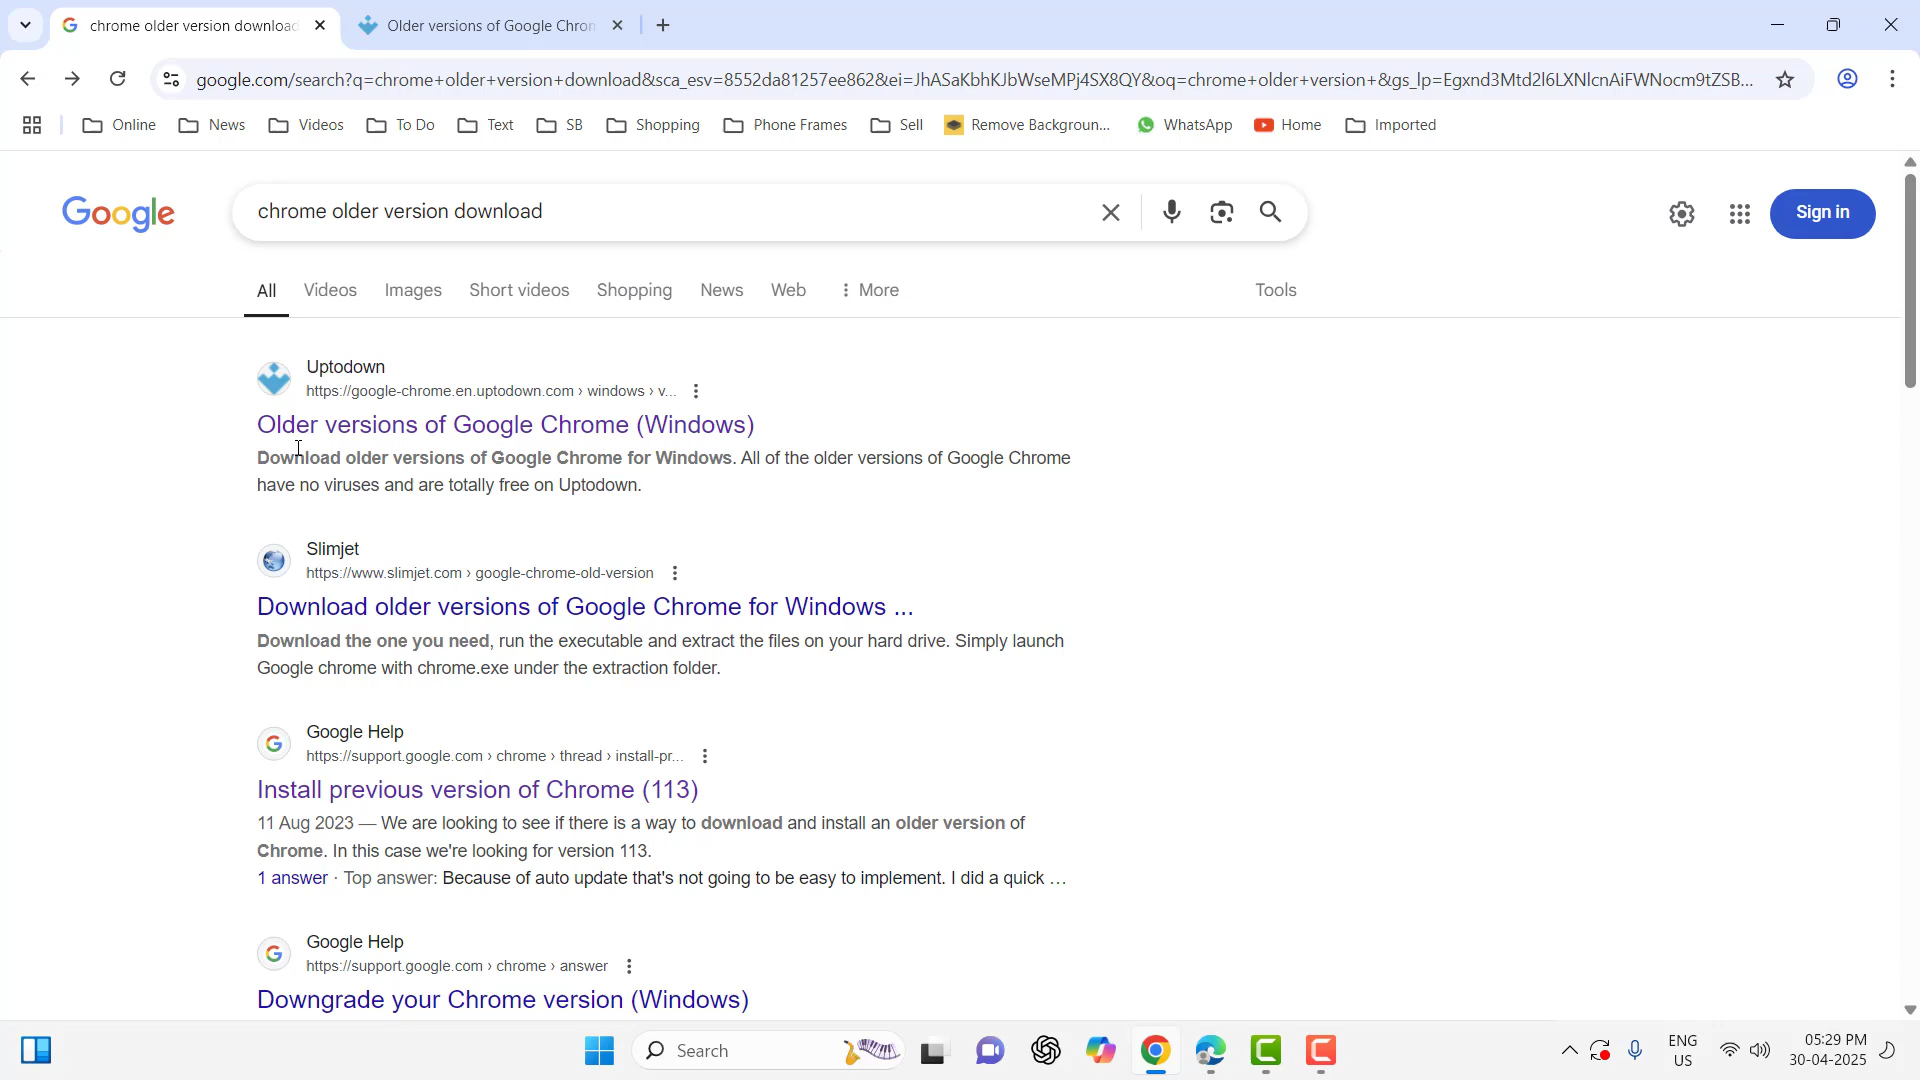 chrome older version download
Older versions of Google Chron
google.com/search?q=chrome+older+version+download&sca_esv=8552da81257ee862&ei=JhASaKbhKJbWseMPj4SX8QY&oq=chrome+older+version+&gs_lp=Egxnd3Mtd2l6LXNlcnAiFWNocm9tZSB...
Online News Videos To Do Text SB Shopping Phone Frames Sell Remove Backgroun... WhatsApp Home Imported
Google
chrome older version download
Sign in
All Videos Images Short videos Shopping News Web More Tools
Uptodown
https://google-chrome.en.uptodown.com › windows › v...
Older versions of Google Chrome (Windows)
Download older versions of Google Chrome for Windows. All of the older versions of Google Chrome
have no viruses and are totally free on Uptodown.
Slimjet
https://www.slimjet.com › google-chrome-old-version
Download older versions of Google Chrome for Windows ...
Download the one you need, run the executable and extract the files on your hard drive. Simply launch
Google chrome with chrome.exe under the extraction folder.
Google Help
https://support.google.com › chrome › thread › install-pr...
Install previous version of Chrome (113)
11 Aug 2023 — We are looking to see if there is a way to download and install an older version of
Chrome. In this case we're looking for version 113.
1 answer · Top answer: Because of auto update that's not going to be easy to implement. I did a quick ...
Google Help
https://support.google.com › chrome › answer
Downgrade your Chrome version (Windows)
Search
ENG
US
05:29 PM
30-04-2025